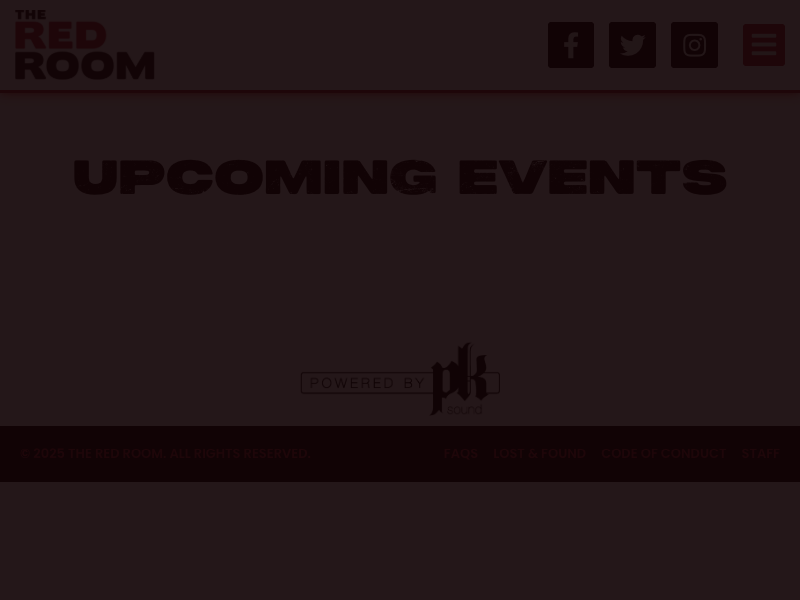 THE
RED
ROOM
UPCOMING EVENTS
POWERED BY pk
sound
© 2025 THE RED ROOM. ALL RIGHTS RESERVED.
FAQS LOST & FOUND CODE OF CONDUCT STAFF